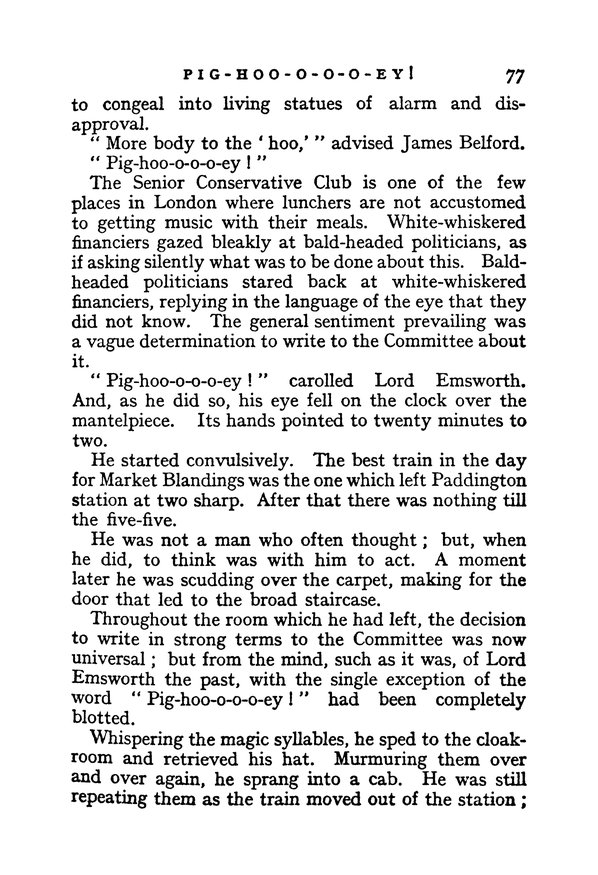 PIG-HOO-O-O-O-EY! 77
to congeal into living statues of alarm and dis-
approval.
“ More body to the ‘ hoo,’ ” advised James Belford.
“ Pig-hoo-o-o-o-ey ! ”
The Senior Conservative Club is one of the few
places in London where lunchers are not accustomed
to getting music with their meals. White-whiskered
financiers gazed bleakly at bald-headed politicians, as
if asking silently what was to be done about this. Bald-
headed politicians stared back at white-whiskered
financiers, replying in the language of the eye that they
did not know. The general sentiment prevailing was
a vague determination to write to the Committee about
it.
“ Pig-hoo-o-o-o-ey ! ” carolled Lord Emsworth.
And, as he did so, his eye fell on the clock over the
mantelpiece. Its hands pointed to twenty minutes to
two.
He started convulsively. The best train in the day
for Market Blandings was the one which left Paddington
station at two sharp. After that there was nothing till
the five-five.
He was not a man who often thought ; but, when
he did, to think was with him to act. A moment
later he was scudding over the carpet, making for the
door that led to the broad staircase.
Throughout the room which he had left, the decision
to write in strong terms to the Committee was now
universal ; but from the mind, such as it was, of Lord
Emsworth the past, with the single exception of the
word “ Pig-hoo-o-o-o-ey ! ” had been completely
blotted.
Whispering the magic syllables, he sped to the cloak-
room and retrieved his hat. Murmuring them over
and over again, he sprang into a cab. He was still
repeating them as the train moved out of the station ;